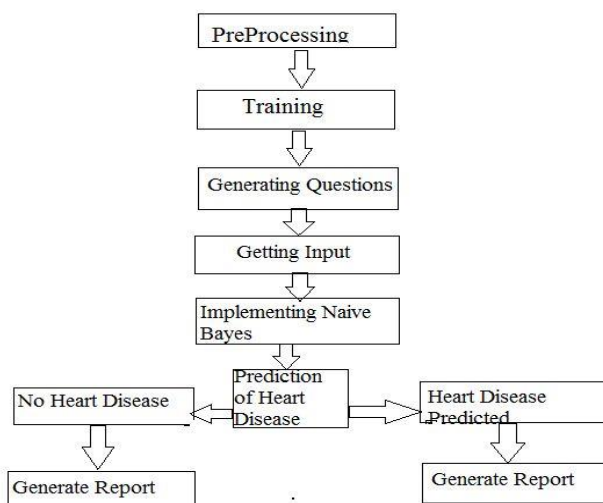 PreProcessing
Training
Generating Questions
Getting Input
Implementing Naive
Bayes
Prediction
of Heart
Disease
No Heart Disease
Heart Disease
Predicted
Generate Report
Generate Report